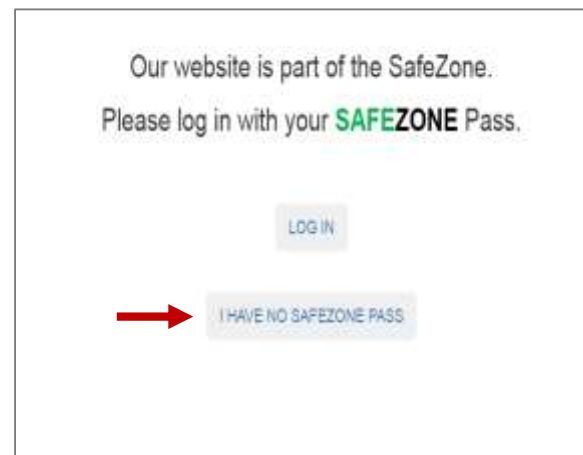 Our website is part of the SafeZone.
Please log in with your SAFEZONE Pass.
LOG IN
I HAVE NO SAFEZONE PASS